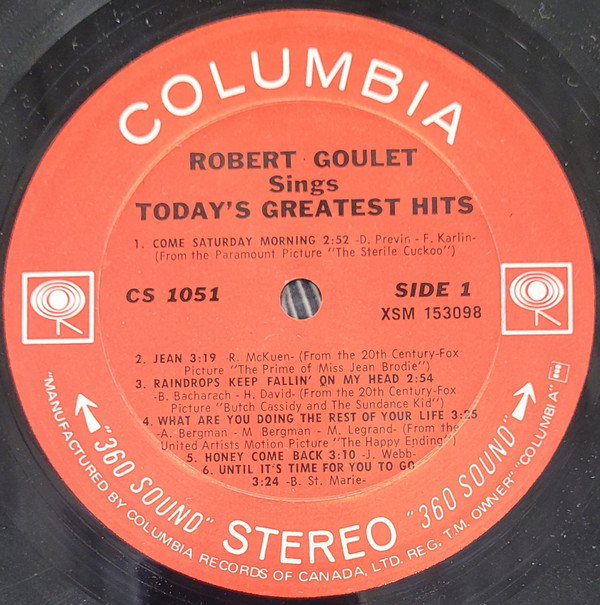 COLUMBIA
ROBERT GOULET
Sings
TODAY'S GREATEST HITS
1. COME SATURDAY MORNING 2:52 -D. Previn - F. Karlin-
(From the Paramount Picture "The Sterile Cuckoo")
CS 1051
SIDE 1
XSM 153098
2. JEAN 3:19 -R. McKuen- (From the 20th Century-Fox
Picture "The Prime of Miss Jean Brodie")
3. RAINDROPS KEEP FALLIN' ON MY HEAD 2:54
-B. Bacharach - H. David- (From the 20th Century-Fox
Picture "Butch Cassidy and The Sundance Kid")
4. WHAT ARE YOU DOING THE REST OF YOUR LIFE 3:25
-A. Bergman - M. Bergman - M. Legrand- (From the
United Artists Motion Picture "The Happy Ending")
5. HONEY COME BACK 3:10 -J. Webb-
6. UNTIL IT'S TIME FOR YOU TO GO
3:24 -B. St. Marie-
"360 SOUND" STEREO "360 SOUND"
"MANUFACTURED BY COLUMBIA RECORDS OF CANADA, LTD. REG. T.M. OWNER" "COLUMBIA"